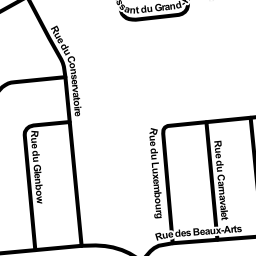 ssant du Grand-
Rue du Conservatoire
Rue du Glenbow
Rue du Luxembourg
Rue du Carnavalet
Rue des Beaux-Arts